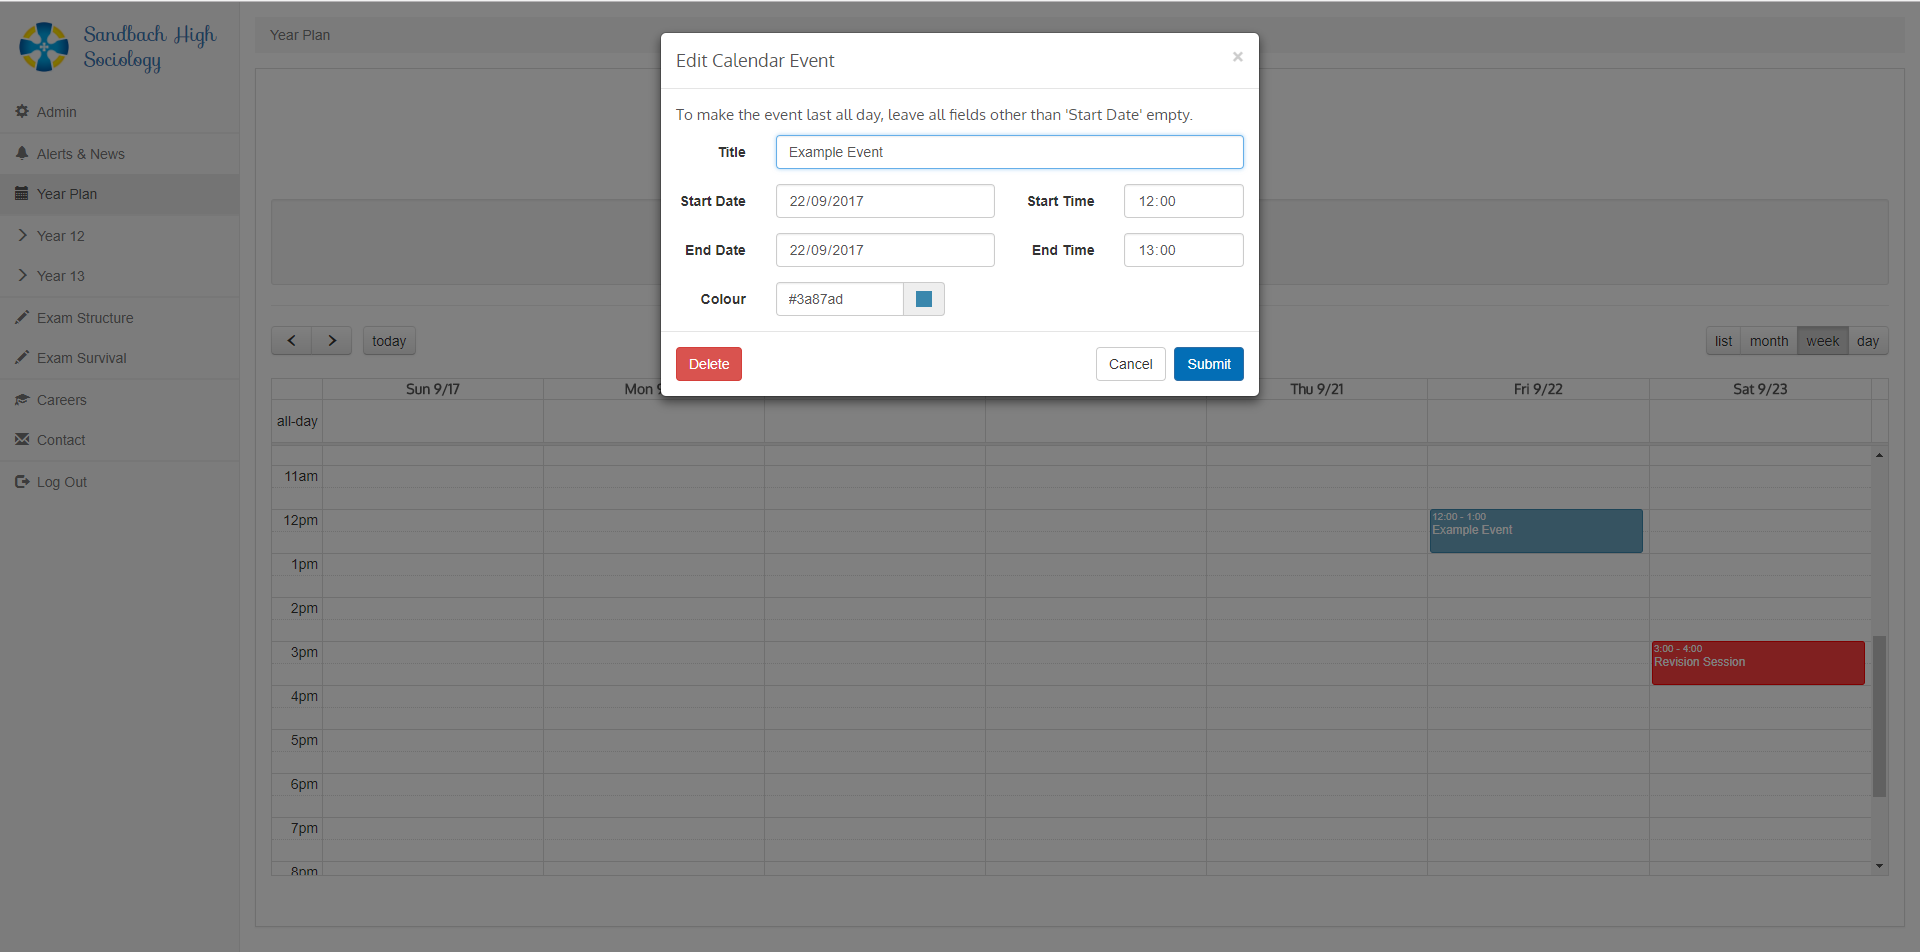 Sandbach High
Sociology
Admin
Alerts & News
Year Plan
Year 12
Year 13
Exam Structure
Exam Survival
Careers
Contact
Log Out
Year Plan
Edit Calendar Event
×
To make the event last all day, leave all fields other than 'Start Date' empty.
Title Example Event
Start Date 22/09/2017 Start Time 12:00
End Date 22/09/2017 End Time 13:00
Colour #3a87ad
Delete Cancel Submit
today
list month week day
Sun 9/17 Mon Thu 9/21 Fri 9/22 Sat 9/23
all-day
11am
12pm
12:00 - 1:00
Example Event
1pm
2pm
3pm
3:00 - 4:00
Revision Session
4pm
5pm
6pm
7pm
8pm